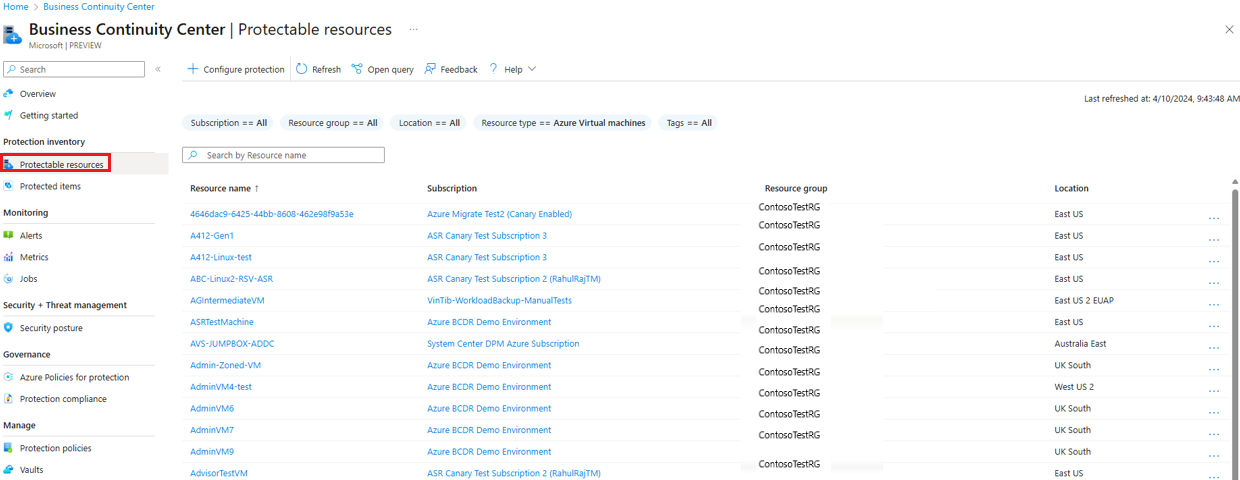 Home > Business Continuity Center
Business Continuity Center | Protectable resources ...
Microsoft | PREVIEW
Search «
+ Configure protection Refresh Open query Feedback ? Help
Overview
Last refreshed at: 4/10/2024, 9:43:48 AM
Getting started
Subscription == All Resource group == All Location == All Resource type == Azure Virtual machines Tags == All
Protection inventory
Search by Resource name
Protectable resources
Protected items
Monitoring
Alerts
Metrics
Jobs
Security + Threat management
Security posture
Governance
Azure Policies for protection
Protection compliance
Manage
Protection policies
Vaults
Resource name ↑ Subscription Resource group Location
4646dac9-6425-44bb-8608-462e98f9a53e Azure Migrate Test2 (Canary Enabled) ContosoTestRG East US ...
A412-Gen1 ASR Canary Test Subscription 3 ContosoTestRG East US ...
A412-Linux-test ASR Canary Test Subscription 3 ContosoTestRG East US ...
ABC-Linux2-RSV-ASR ASR Canary Test Subscription 2 (RahulRajTM) ContosoTestRG East US ...
AGIntermediateVM VinTib-WorkloadBackup-ManualTests ContosoTestRG East US 2 EUAP ...
ASRTestMachine Azure BCDR Demo Environment ContosoTestRG East US ...
AVS-JUMPBOX-ADDC System Center DPM Azure Subscription ContosoTestRG Australia East ...
Admin-Zoned-VM Azure BCDR Demo Environment ContosoTestRG UK South ...
AdminVM4-test Azure BCDR Demo Environment ContosoTestRG West US 2 ...
AdminVM6 Azure BCDR Demo Environment ContosoTestRG UK South ...
AdminVM7 Azure BCDR Demo Environment ContosoTestRG UK South ...
AdminVM9 Azure BCDR Demo Environment UK South ...
AdvisorTestVM ASR Canary Test Subscription 2 (RahulRajTM) ContosoTestRG East US ...